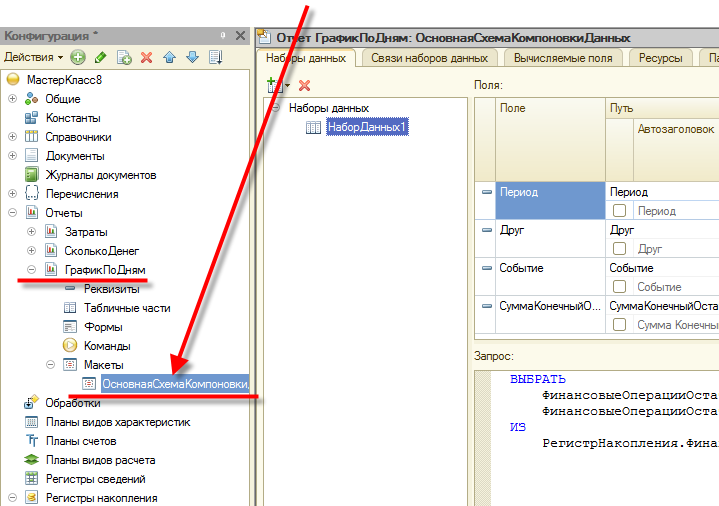 Конфигурация *
Действия
МастерКласс8
Общие
Константы
Справочники
Документы
Журналы документов
Перечисления
Отчеты
Затраты
СколькоДенег
ГрафикПоДням
Реквизиты
Табличные части
Формы
Команды
Макеты
ОсновнаяСхемаКомпоновки
Обработки
Планы видов характеристик
Планы счетов
Планы видов расчета
Регистры сведений
Регистры накопления
Отчет ГрафикПоДням: ОсновнаяСхемаКомпоновкиДанных
Наборы данных
Связи наборов данных
Вычисляемые поля
Ресурсы
Па
Наборы данных
НаборДанных1
Поля:
Поле
Путь
Автозаголовок
Период
Период
Период
Друг
Друг
Друг
Событие
Событие
Событие
СуммаКонечныйО...
СуммаКонечныйОста
Сумма Конечны
Запрос:
ВЫБРАТЬ
ФинансовыеОперацииОста
ФинансовыеОперацииОста
ИЗ
РегистрНакопления.Фина